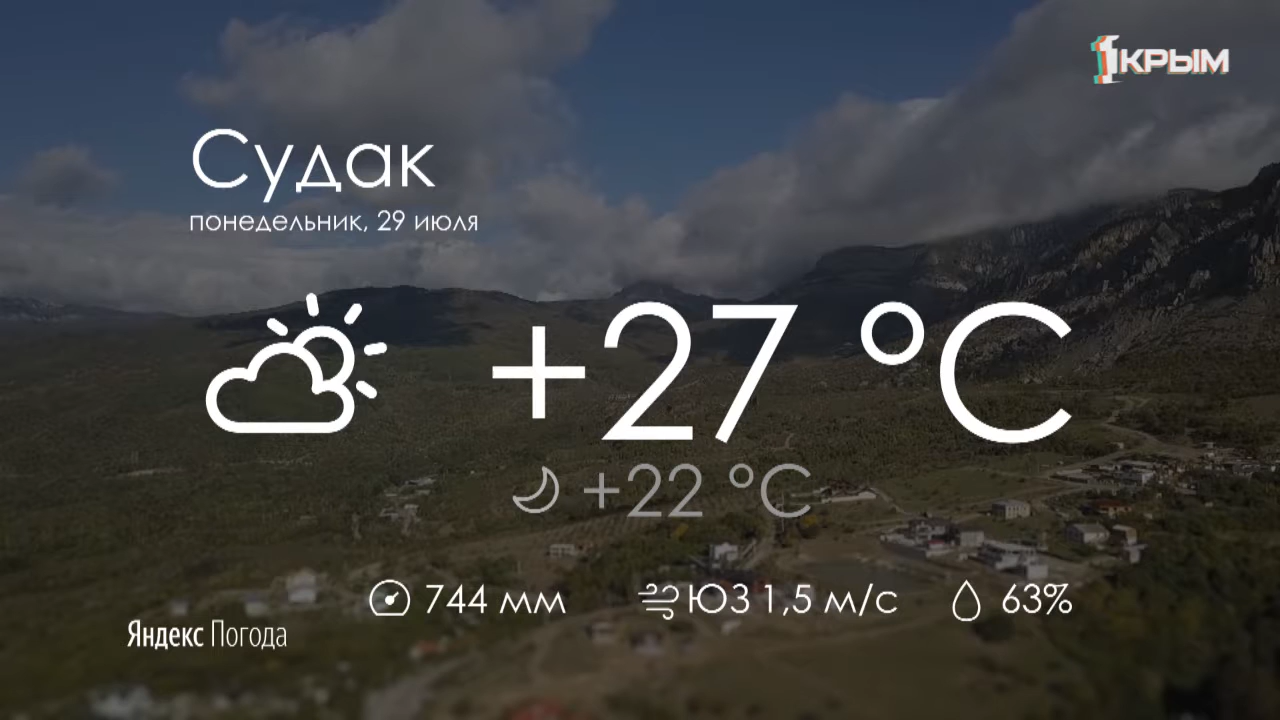 1КРЫМ
Судак
понедельник, 29 июля
+27 °C
+22 °C
744 мм
ЮЗ 1,5 м/с
63%
Яндекс Погода